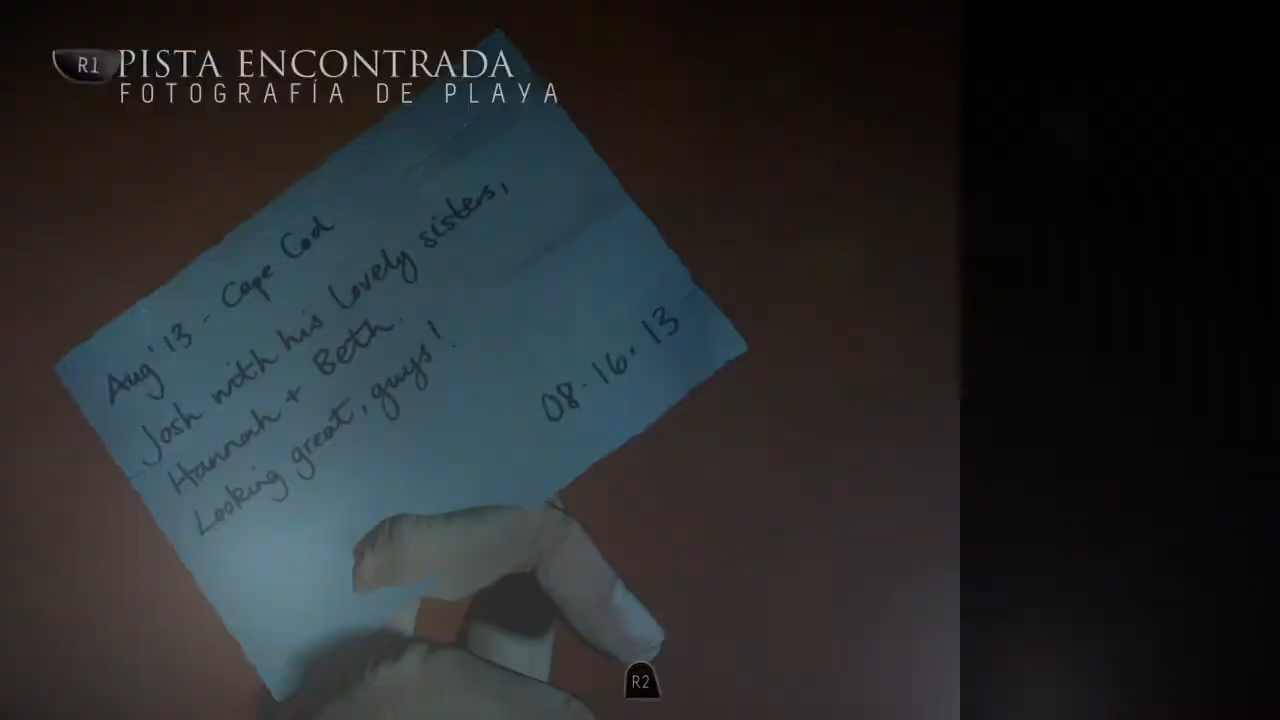 R1 PISTA ENCONTRADA
FOTOGRAFÍA DE PLAYA
Aug '13 - Cape Cod
Josh with his lovely sisters,
Hannah + Beth.
Looking great, guys!
08.16.13
R2